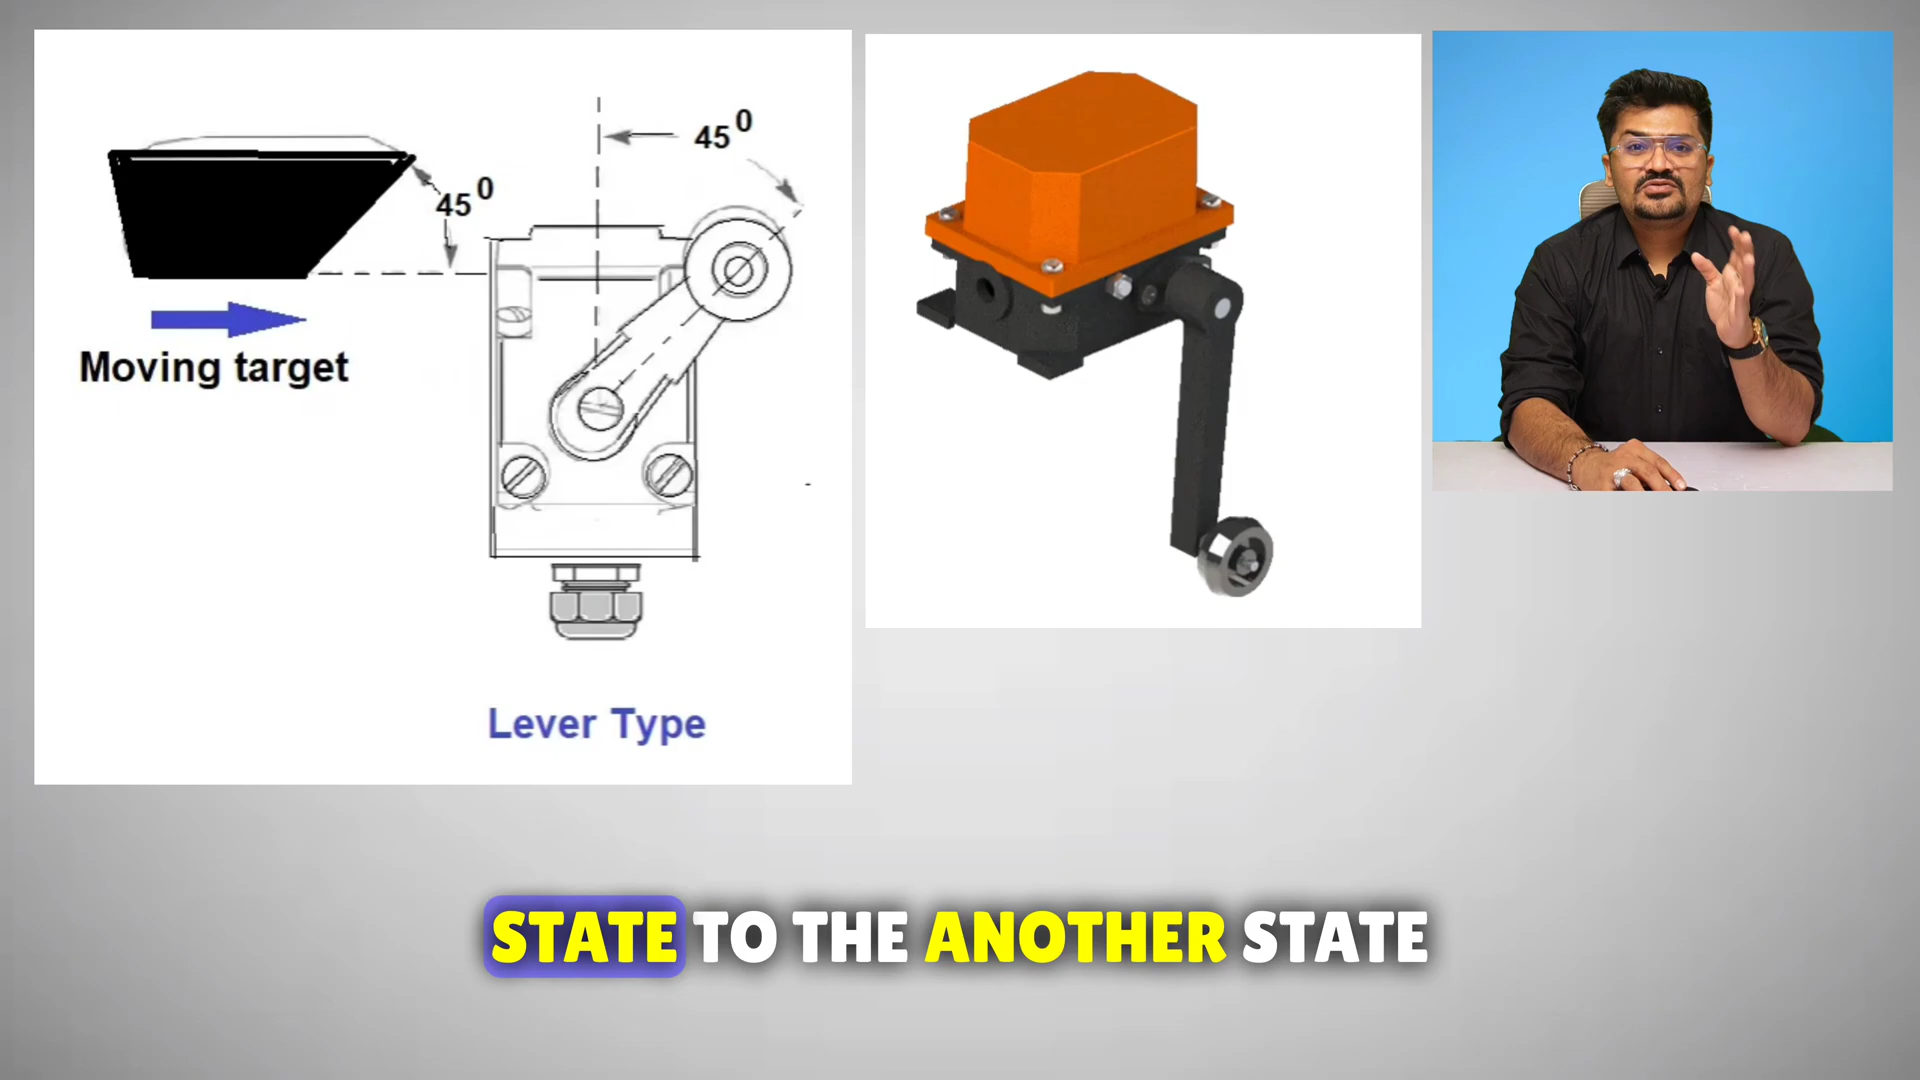 45⁰
45⁰
Moving target
Lever Type
STATE TO THE ANOTHER STATE